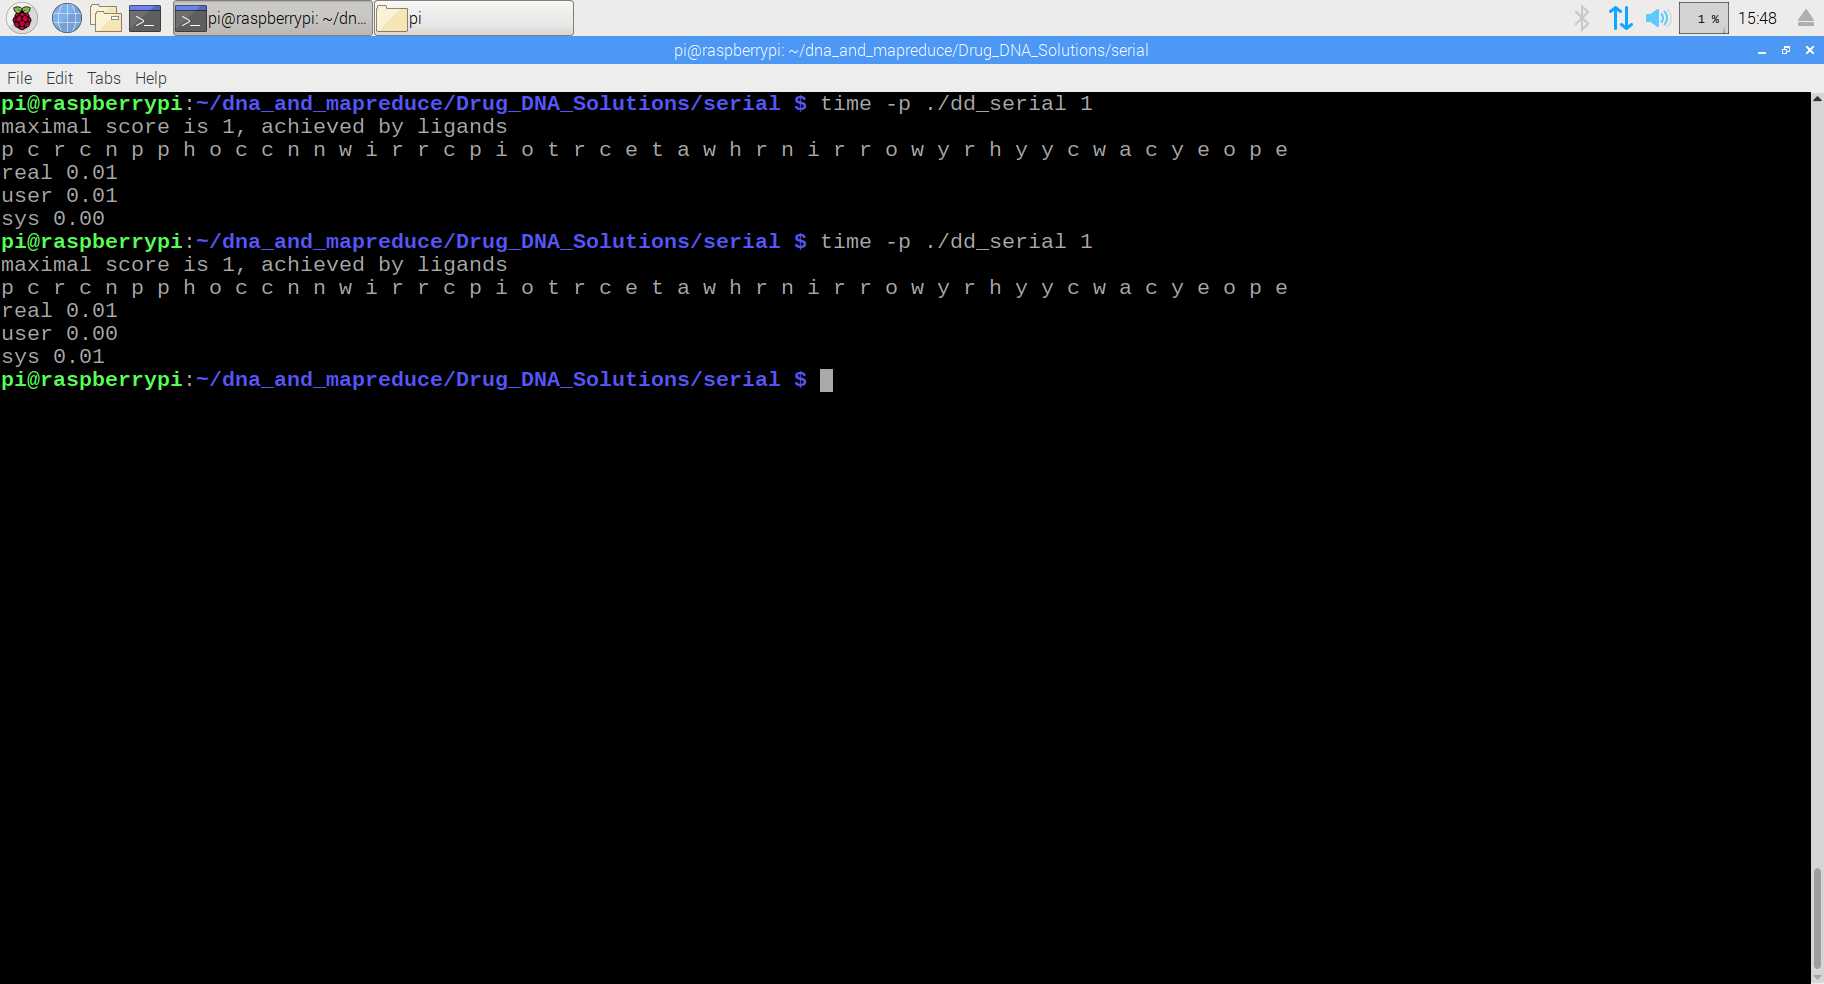 pi@raspberrypi: ~/dn... pi 1 % 15:48
pi@raspberrypi: ~/dna_and_mapreduce/Drug_DNA_Solutions/serial
File Edit Tabs Help
pi@raspberrypi:~/dna_and_mapreduce/Drug_DNA_Solutions/serial $ time -p ./dd_serial 1
maximal score is 1, achieved by ligands
p c r c n p p h o c c n n w i r r c p i o t r c e t a w h r n i r r o w y r h y y c w a c y e o p e
real 0.01
user 0.01
sys 0.00
pi@raspberrypi:~/dna_and_mapreduce/Drug_DNA_Solutions/serial $ time -p ./dd_serial 1
maximal score is 1, achieved by ligands
p c r c n p p h o c c n n w i r r c p i o t r c e t a w h r n i r r o w y r h y y c w a c y e o p e
real 0.01
user 0.00
sys 0.01
pi@raspberrypi:~/dna_and_mapreduce/Drug_DNA_Solutions/serial $